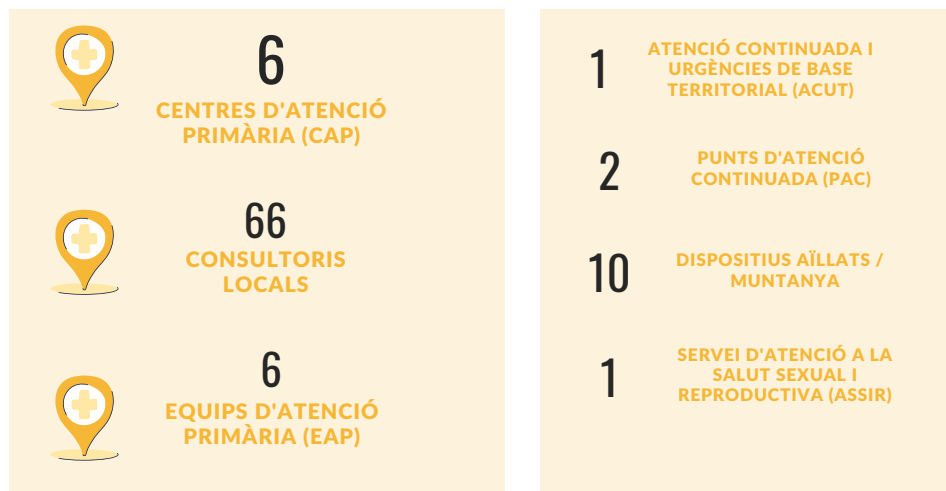 6
CENTRES D'ATENCIÓ
PRIMÀRIA (CAP)
66
CONSULTORIS
LOCALS
6
EQUIPS D'ATENCIÓ
PRIMÀRIA (EAP)
1
ATENCIÓ CONTINUADA I
URGÈNCIES DE BASE
TERRITORIAL (ACUT)
2
PUNTS D'ATENCIÓ
CONTINUADA (PAC)
10
DISPOSITIUS AÏLLATS /
MUNTANYA
1
SERVEI D'ATENCIÓ A LA
SALUT SEXUAL I
REPRODUCTIVA (ASSIR)